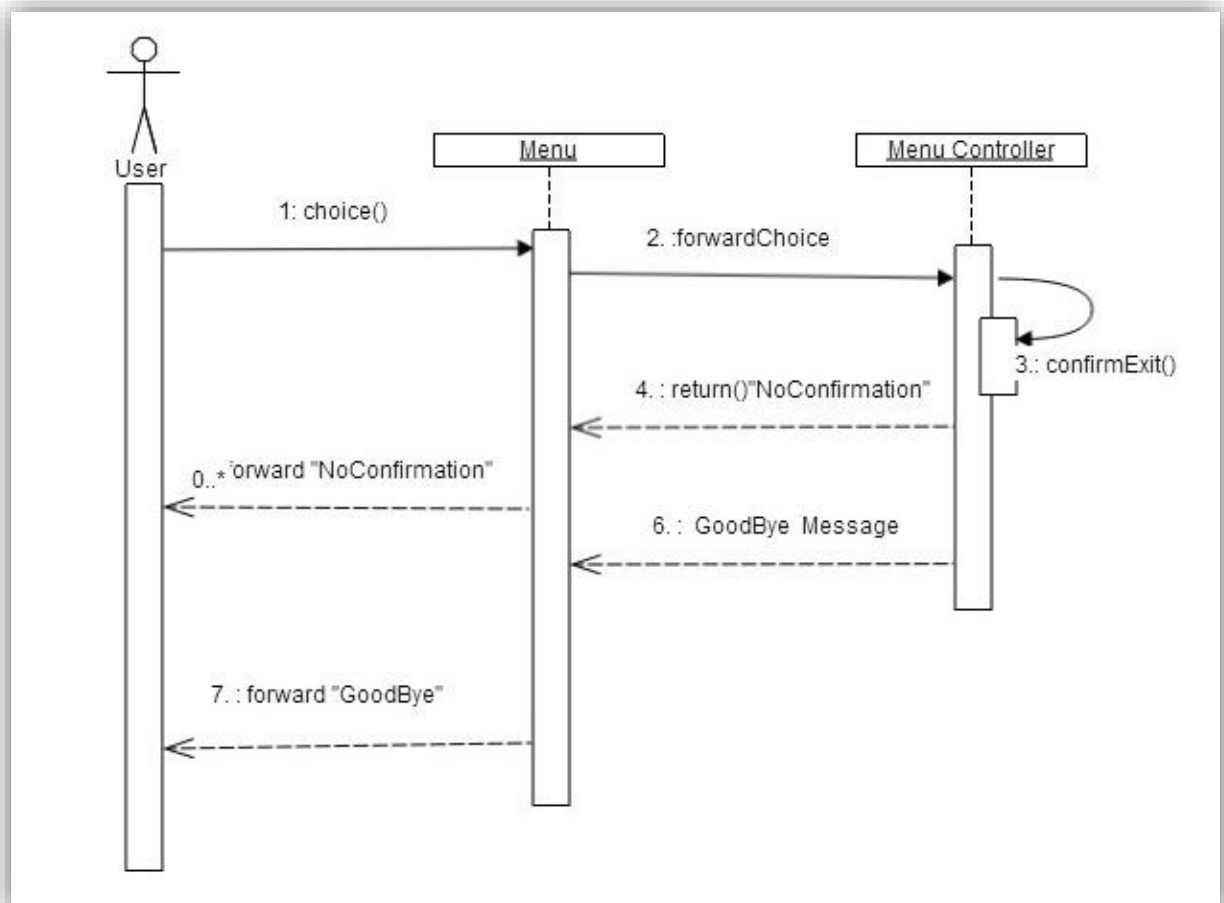 User
Menu
Menu Controller
1: choice()
2. :forwardChoice
3.: confirmExit()
4. : return()"NoConfirmation"
0..* forward "NoConfirmation"
6. : GoodBye Message
7. : forward "GoodBye"